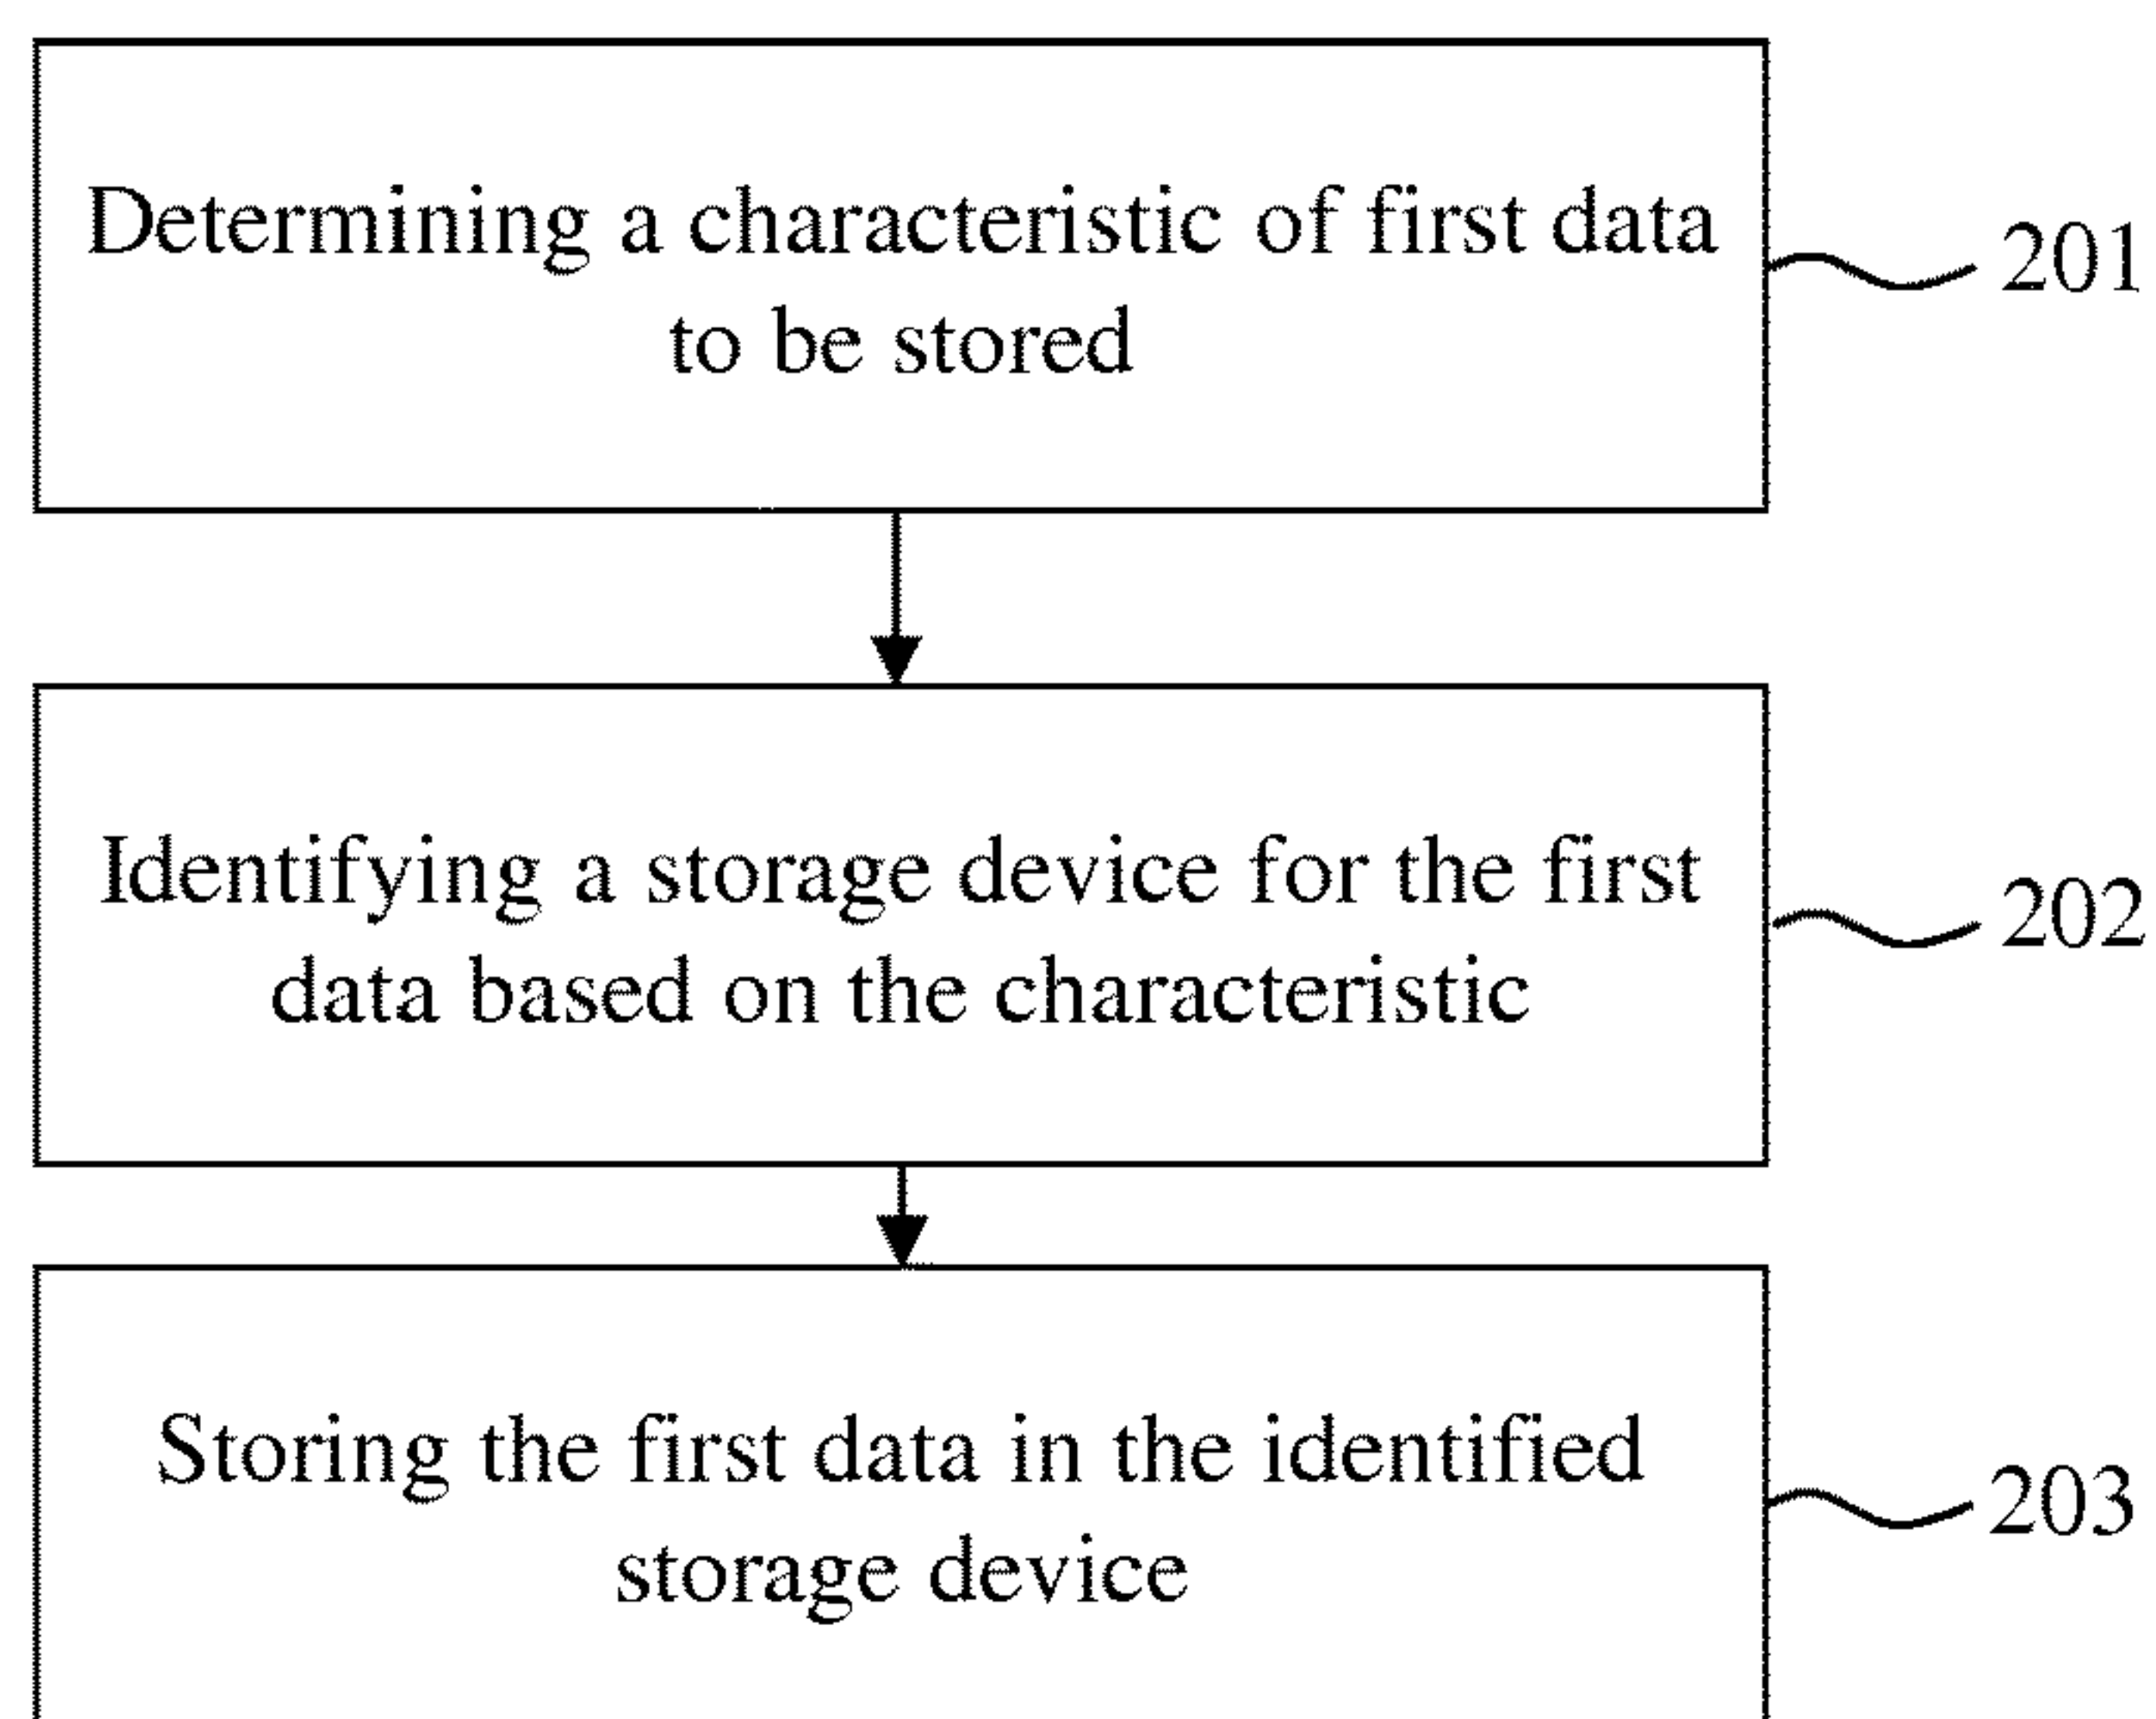 Determining a characteristic of first data
to be stored
201
Identifying a storage device for the first
data based on the characteristic
202
Storing the first data in the identified
storage device
203